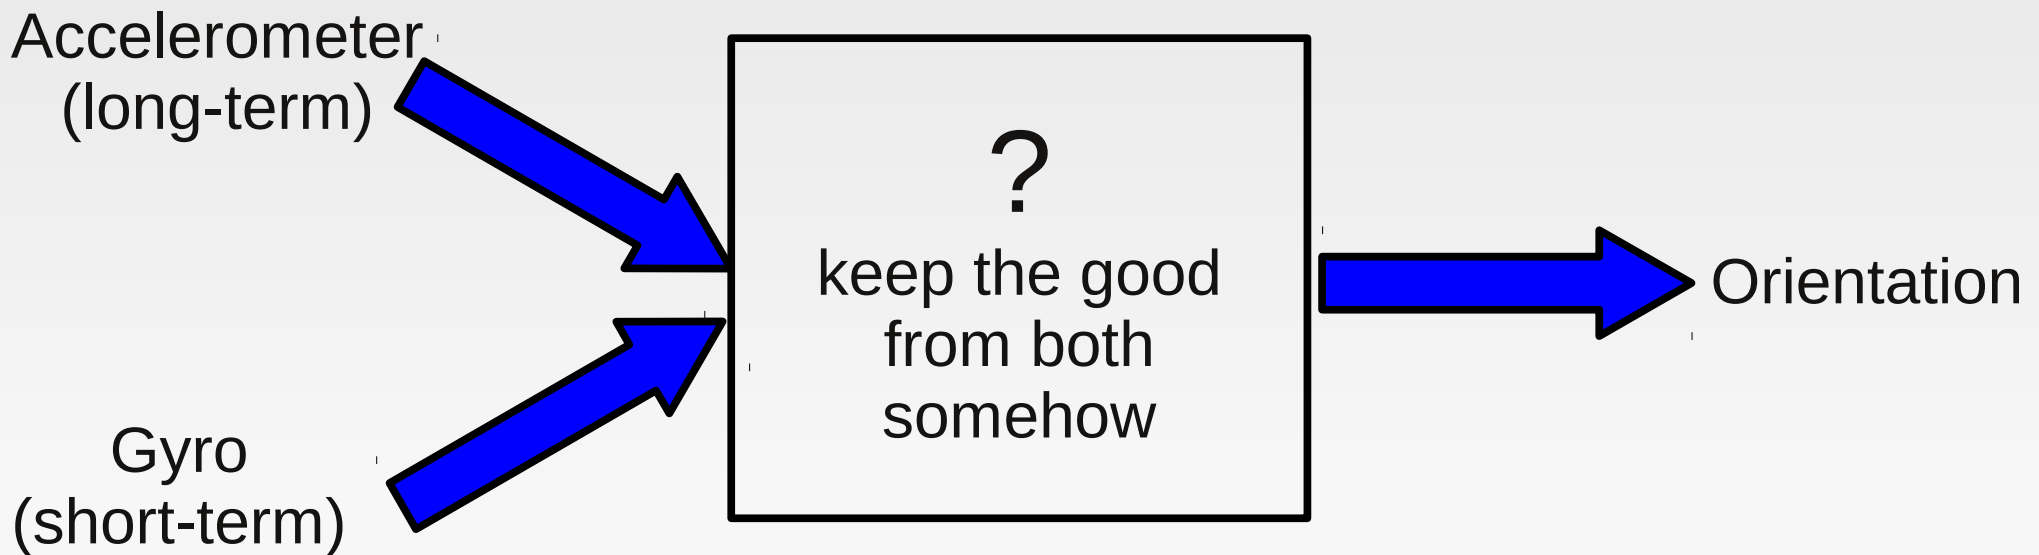 Accelerometer
(long-term)
?
keep the good
from both
somehow
Orientation
Gyro
(short-term)